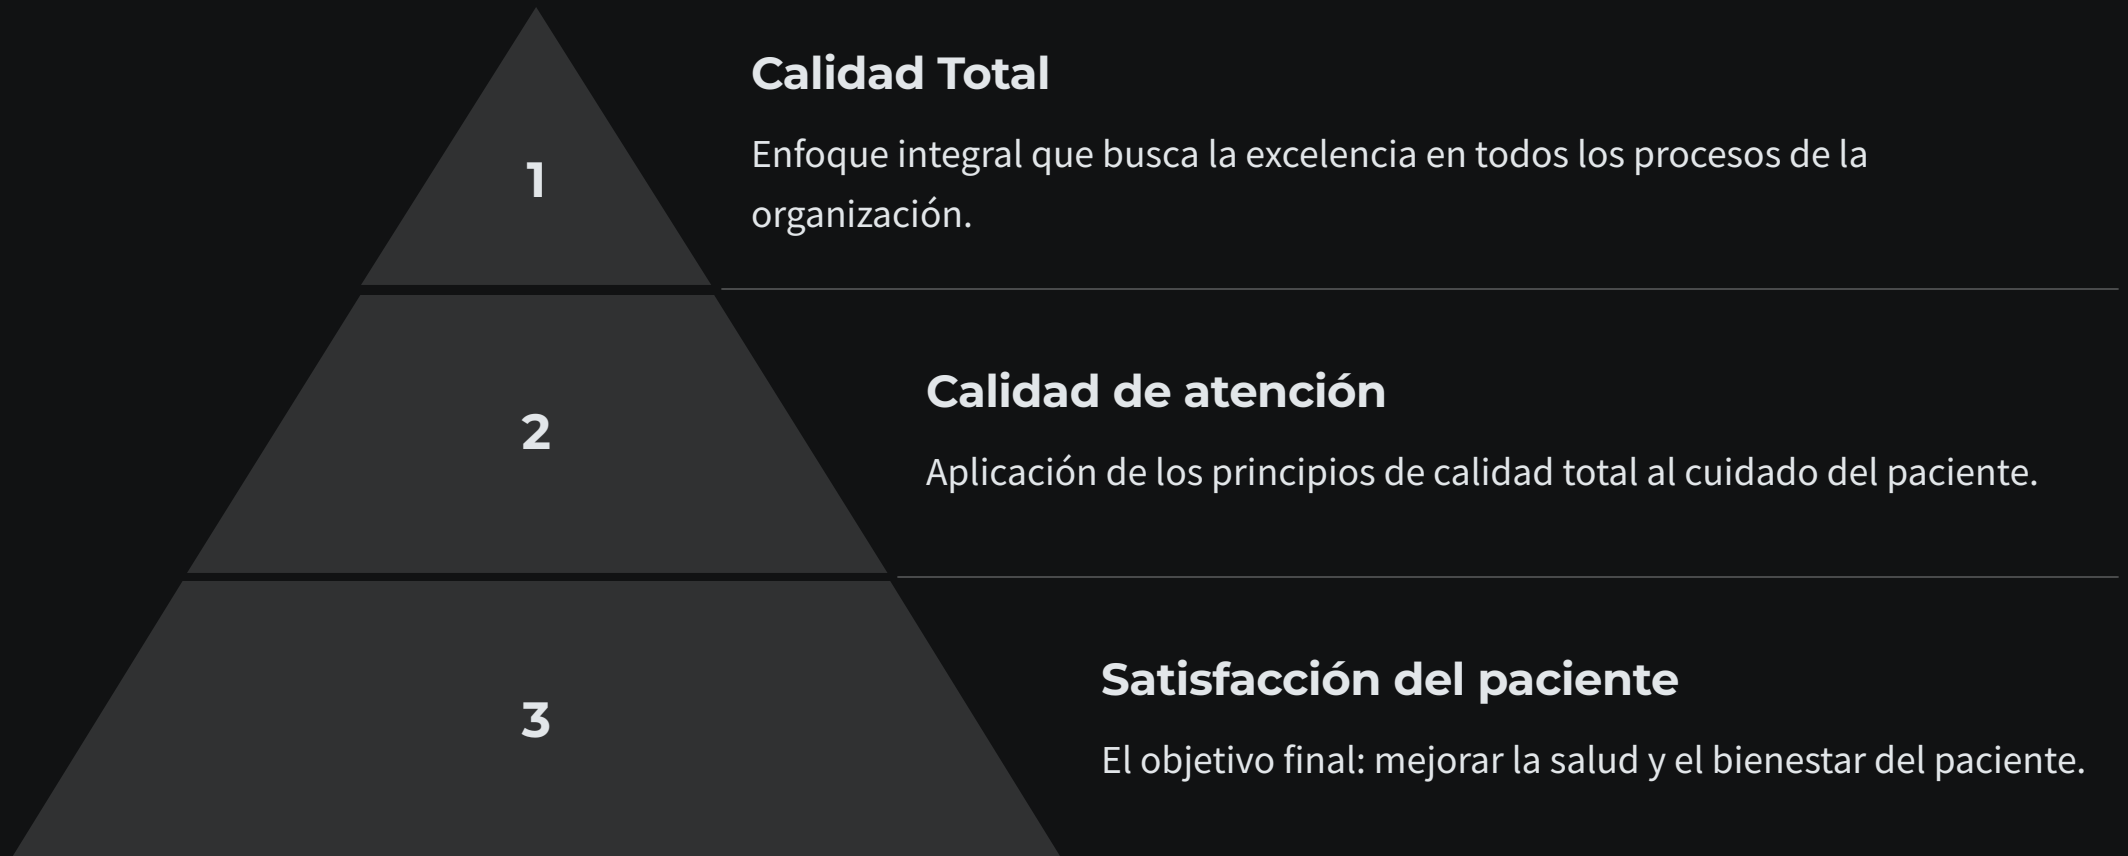 1
Calidad Total
Enfoque integral que busca la excelencia en todos los procesos de la
organización.
2
Calidad de atención
Aplicación de los principios de calidad total al cuidado del paciente.
3
Satisfacción del paciente
El objetivo final: mejorar la salud y el bienestar del paciente.